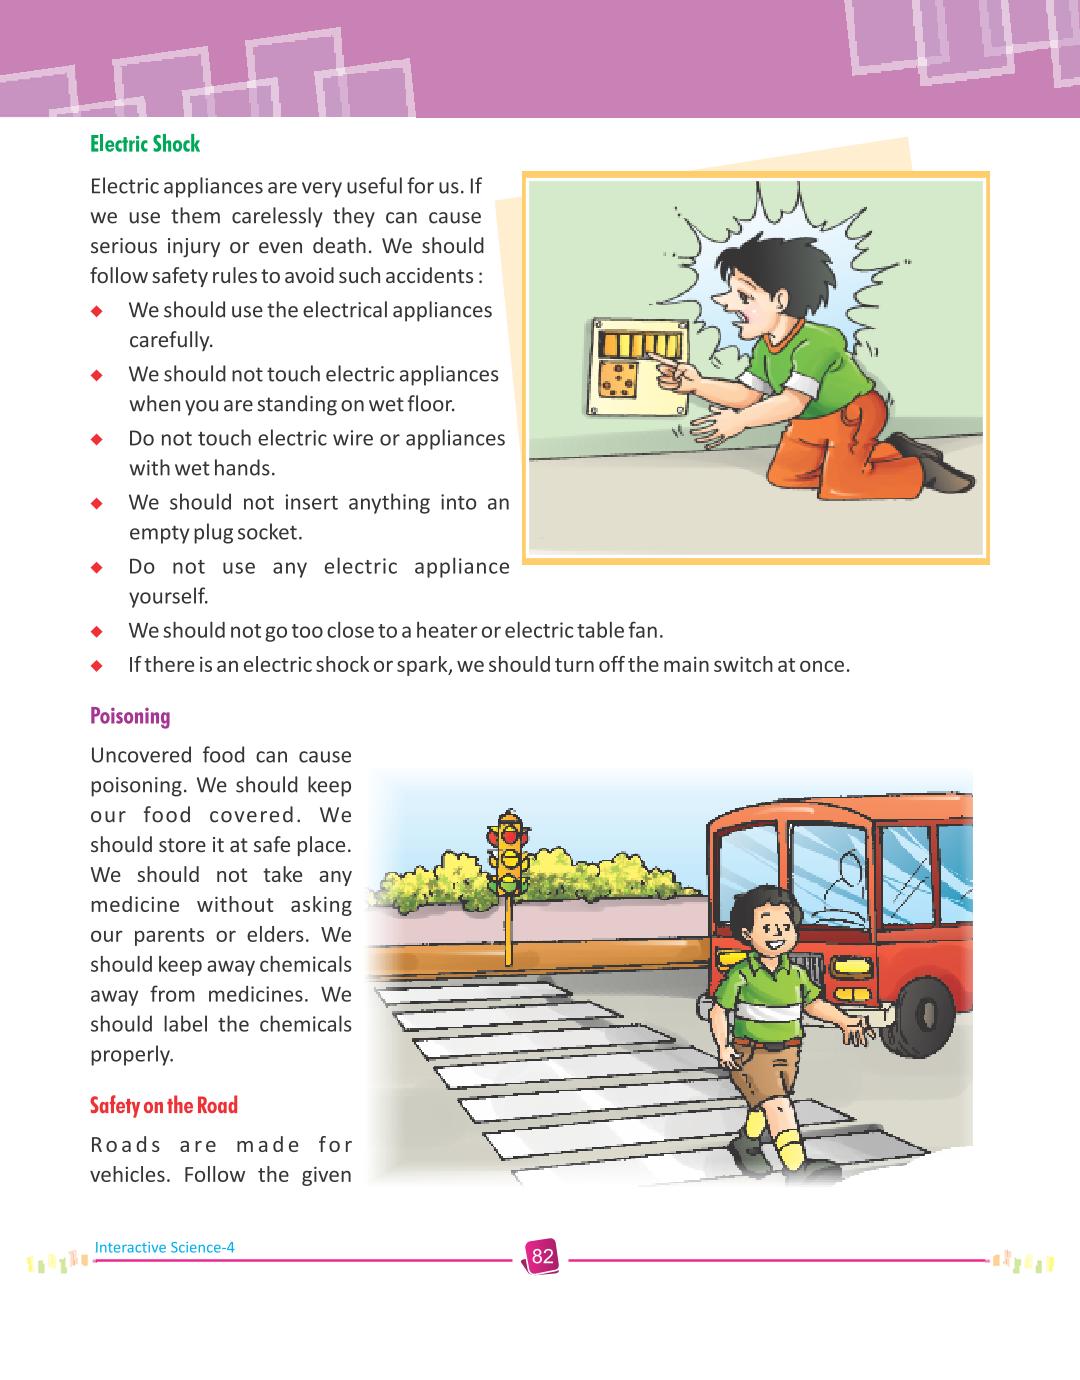 Electric Shock
Electric appliances are very useful for us. If
we use them carelessly they can cause
serious injury or even death. We should
follow safety rules to avoid such accidents :
◆ We should use the electrical appliances
carefully.
◆ We should not touch electric appliances
when you are standing on wet floor.
◆ Do not touch electric wire or appliances
with wet hands.
◆ We should not insert anything into an
empty plug socket.
◆ Do not use any electric appliance
yourself.
◆ We should not go too close to a heater or electric table fan.
◆ If there is an electric shock or spark, we should turn off the main switch at once.
Poisoning
Uncovered food can cause
poisoning. We should keep
our food covered. We
should store it at safe place.
We should not take any
medicine without asking
our parents or elders. We
should keep away chemicals
away from medicines. We
should label the chemicals
properly.
Safety on the Road
Roads are made for
vehicles. Follow the given
Interactive Science-4
82